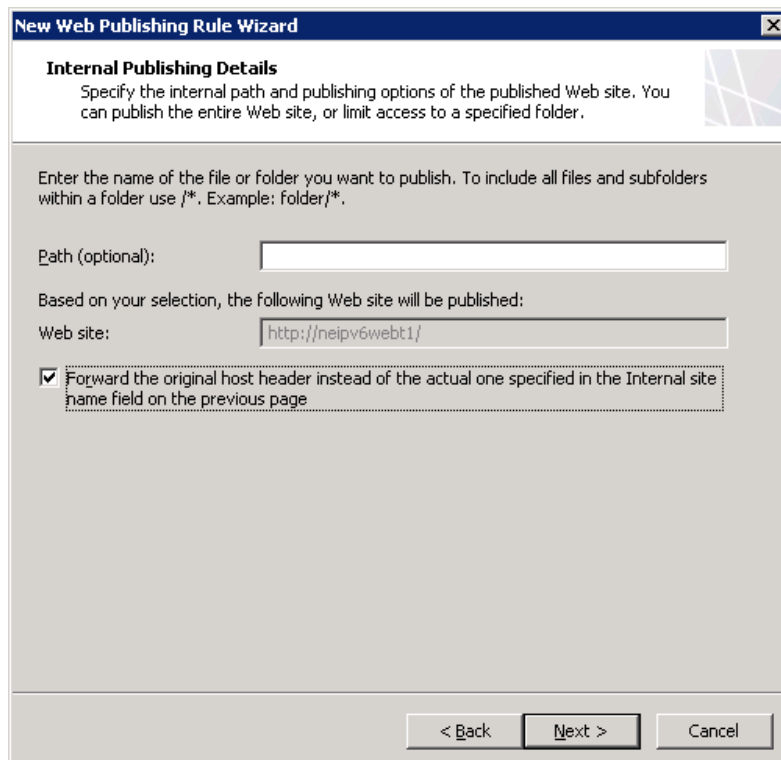 New Web Publishing Rule Wizard
Internal Publishing Details
Specify the internal path and publishing options of the published Web site. You
can publish the entire Web site, or limit access to a specified folder.
Enter the name of the file or folder you want to publish. To include all files and subfolders
within a folder use /*. Example: folder/*.
Path (optional):
Based on your selection, the following Web site will be published:
Web site: http://neipv6webt1/
Forward the original host header instead of the actual one specified in the Internal site
name field on the previous page
< Back Next > Cancel